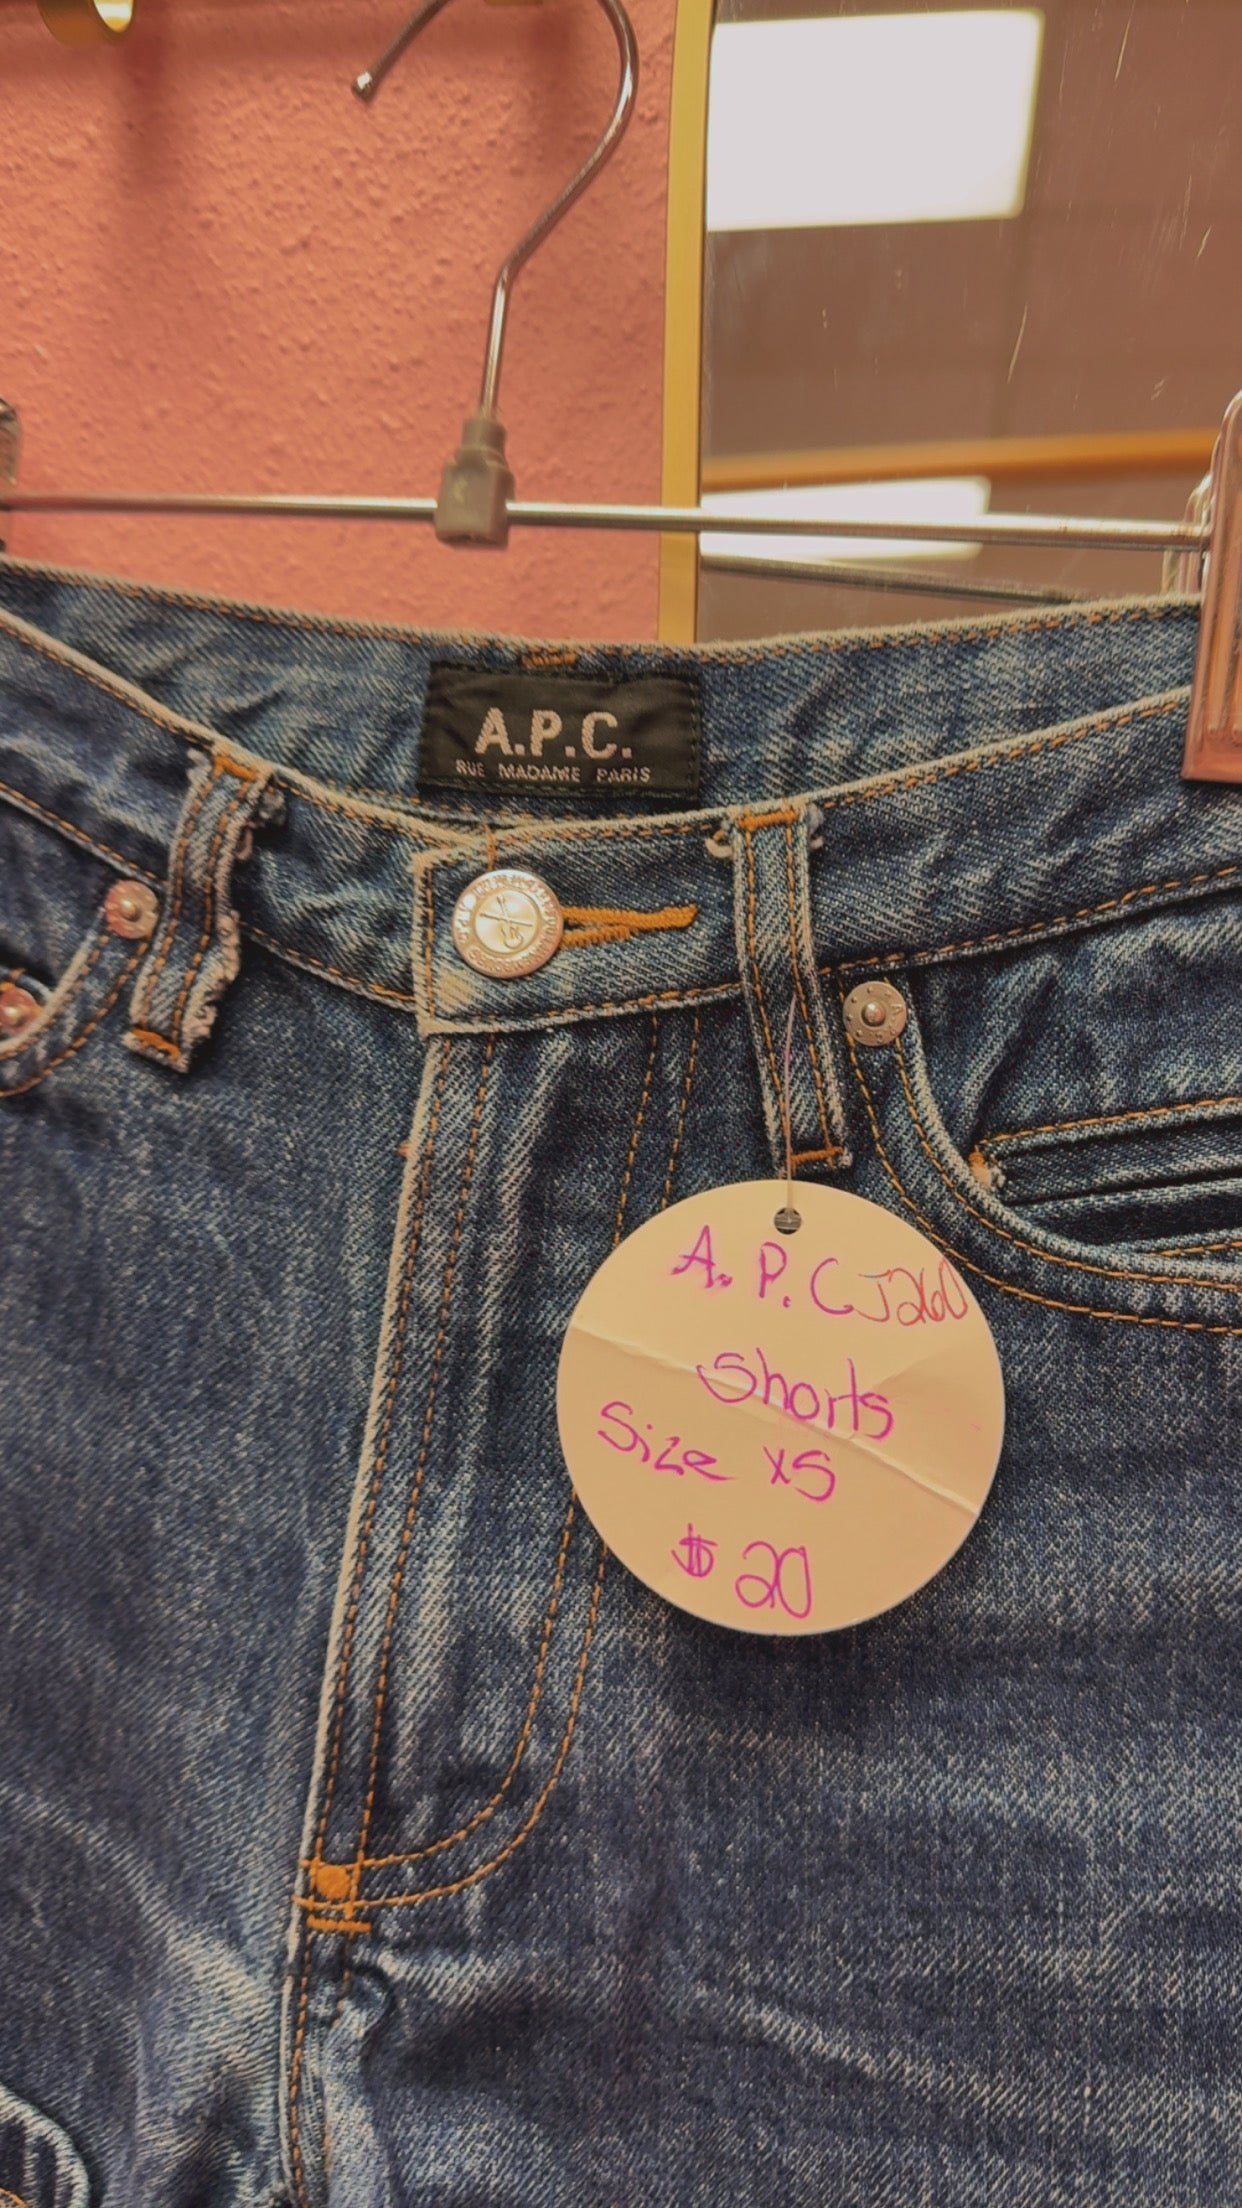 A.P.C.
RUE MADAME PARIS
A.P.C J260
Shorts
Size XS
$20